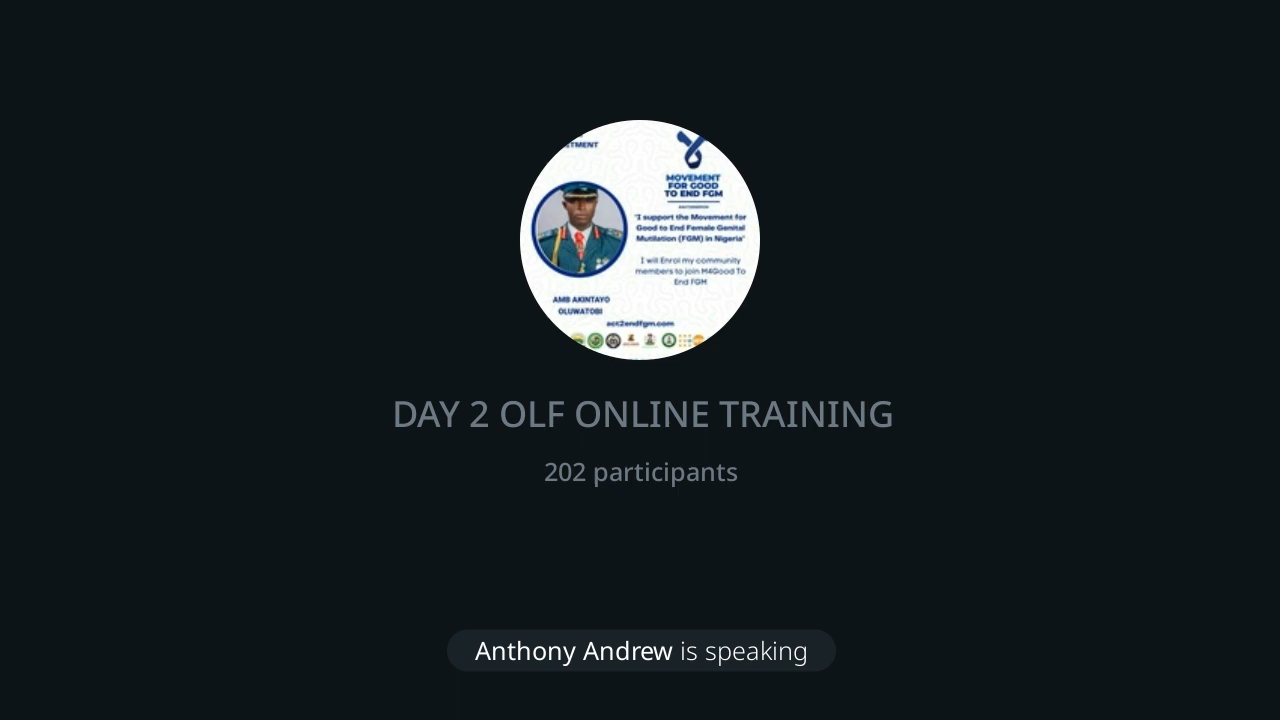 TMENT
MOVEMENT
FOR GOOD
TO END FGM
"I support the Movement for
Good to End Female Genital
Mutilation (FGM) in Nigeria"
I will Enrol my community
members to join M4Good To
End FGM
AMB AKINTAYO
OLUWATOBI
act2endfgm.com
DAY 2 OLF ONLINE TRAINING
202 participants
Anthony Andrew is speaking